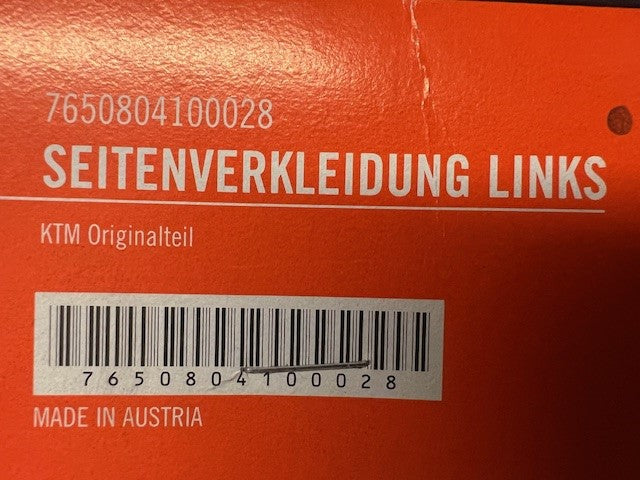 7650804100028
SEITENVERKLEIDUNG LINKS
KTM Originalteil
7650804100028
MADE IN AUSTRIA